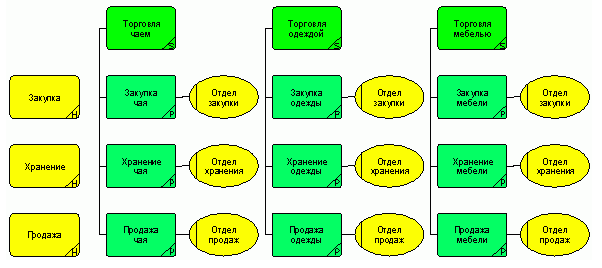 Торговля
чаем
S
Торговля
одеждой
S
Торговля
мебелью
S
Закупка
H
Закупка
чая
P
Отдел
закупки
Закупка
одежды
P
Отдел
закупки
Закупка
мебели
P
Отдел
закупки
Хранение
H
Хранение
чая
P
Отдел
хранения
Хранение
одежды
P
Отдел
хранения
Хранение
мебели
P
Отдел
хранения
Продажа
H
Продажа
чая
P
Отдел
продаж
Продажа
одежды
P
Отдел
продаж
Продажа
мебели
P
Отдел
продаж